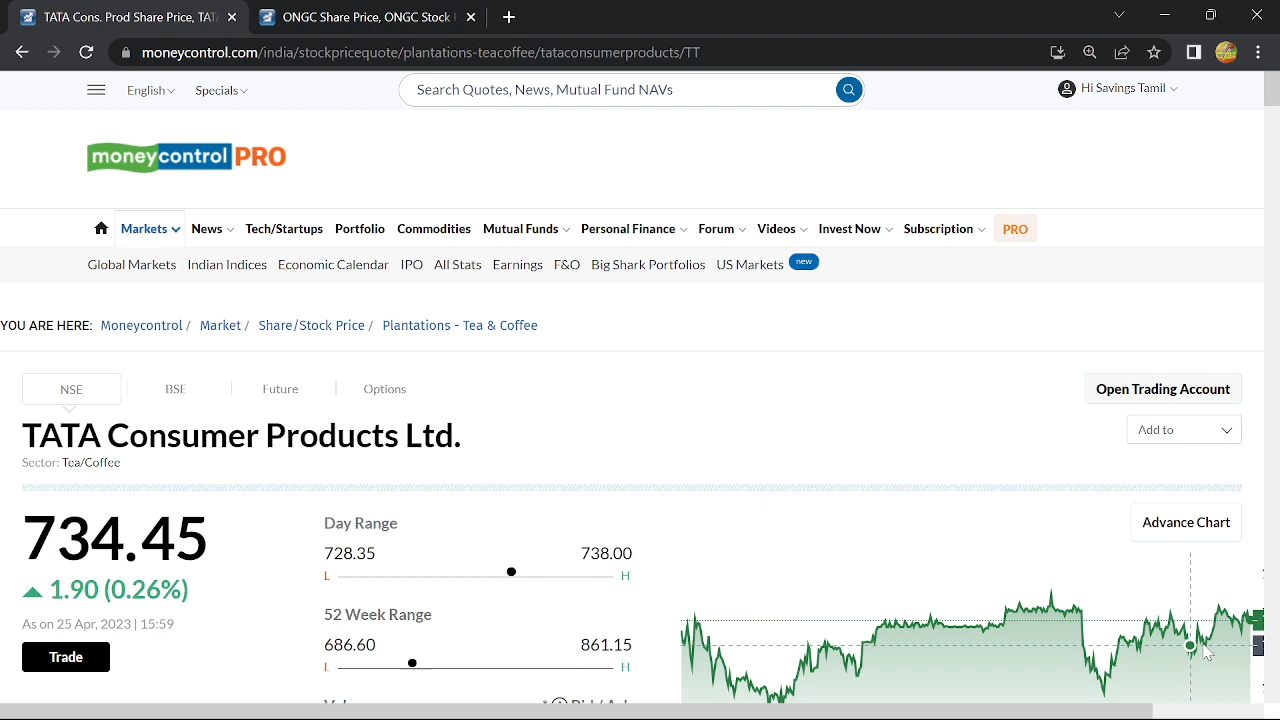 TATA Cons. Prod Share Price, TAT
ONGC Share Price, ONGC Stock
moneycontrol.com/india/stockpricequote/plantations-teacoffee/tataconsumerproducts/TT
English Specials Search Quotes, News, Mutual Fund NAVs Hi Savings Tamil
moneycontrol PRO
Markets News Tech/Startups Portfolio Commodities Mutual Funds Personal Finance Forum Videos Invest Now Subscription PRO
Global Markets Indian Indices Economic Calendar IPO All Stats Earnings F&O Big Shark Portfolios US Markets new
YOU ARE HERE: Moneycontrol / Market / Share/Stock Price / Plantations - Tea & Coffee
NSE BSE Future Options Open Trading Account
TATA Consumer Products Ltd. Add to
Sector: Tea/Coffee
734.45
1.90 (0.26%)
As on 25 Apr, 2023 | 15:59
Trade
Day Range
728.35 738.00
L H
52 Week Range
686.60 861.15
L H
Advance Chart